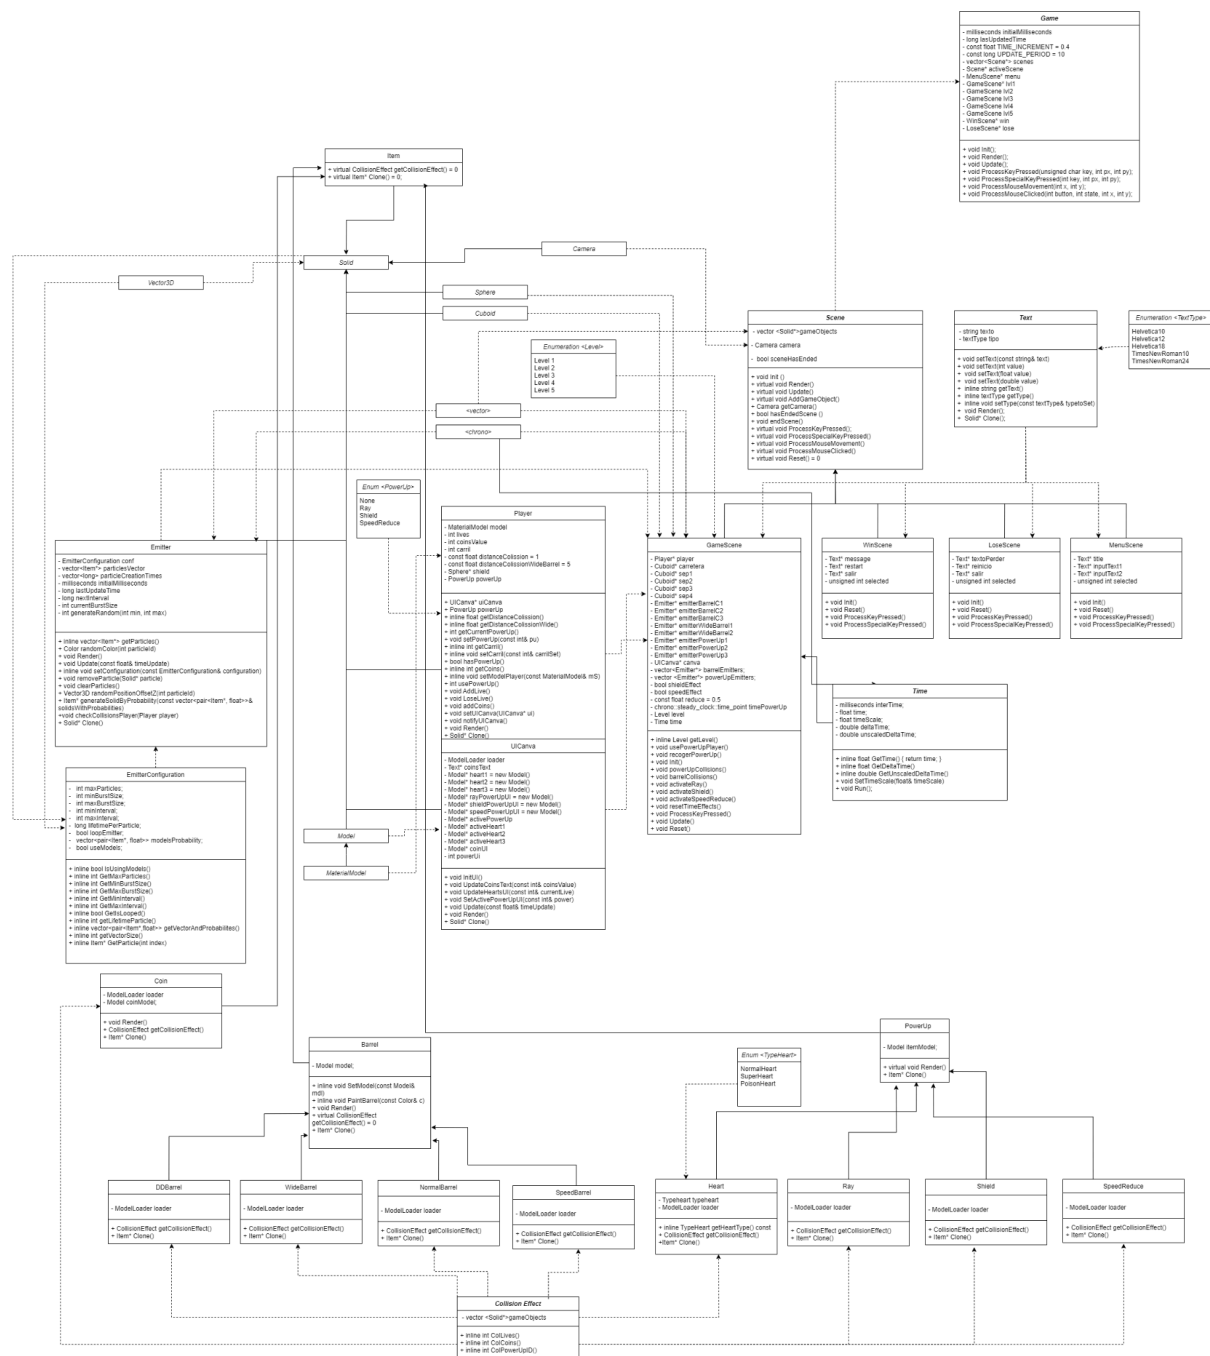 Game
- milliseconds initialMilliseconds
- long lasUpdatedTime
- const float TIME_INCREMENT = 0.4
- const long UPDATE_PERIOD = 10
- vector<Scene*> scenes
- Scene* activeScene
- MenuScene* menu
- GameScene* lvl1
- GameScene lvl2
- GameScene lvl3
- GameScene lvl4
- GameScene lvl5
- WinScene* win
- LoseScene* lose
+ void Init();
+ void Render();
+ void Update();
+ void ProcessKeyPressed(unsigned char key, int px, int py);
+ void ProcessSpecialKeyPressed(int key, int px, int py);
+ void ProcessMouseMovement(int x, int y);
+ void ProcessMouseClicked(int button, int state, int x, int y);
Item
+ virtual CollisionEffect getCollisionEffect() = 0
+ virtual Item* Clone() = 0;
Camera
Solid
Vector3D
Sphere
Cuboid
Enumeration <Level>
Level 1
Level 2
Level 3
Level 4
Level 5
<vector>
<chrono>
Scene
- vector <Solid*>gameObjects
- Camera camera
- bool sceneHasEnded
+ void Init ()
+ virtual void Render()
+ virtual void Update()
+ virtual void AddGameObject()
+ Camera getCamera()
+ bool hasEndedScene ()
+ void endScene()
+ virtual void ProcessKeyPressed();
+ virtual void ProcessSpecialKeyPressed()
+ virtual void ProcessMouseMovement()
+ virtual void ProcessMouseClicked()
+ virtual void Reset() = 0
Text
- string texto
- textType tipo
+ void setText(const string& text)
+ void setText(int value)
+ void setText(float value)
+ void setText(double value)
+ inline string getText()
+ inline textType getType()
+ inline void setType(const textType& typetoSet)
+ void Render();
+ Solid* Clone();
Enumeration <TextType>
Helvetica10
Helvetica12
Helvetica18
TimesNewRoman10
TimesNewRoman24
Enum <PowerUp>
None
Ray
Shield
SpeedReduce
Player
- MaterialModel model
- int lives
- int coinsValue
- int carril
- const float distanceColission = 1
- const float distanceColissionWideBarrel = 5
- Sphere* shield
- PowerUp powerUp
+ UICanva* uiCanva
+ PowerUp powerUp
+ inline float getDistanceColission()
+ inline float getDistanceColissionWide()
+ int getCurrentPowerUp()
+ void setPowerUp(const int& pu)
+ inline int getCarril()
+ inline void setCarril(const int& carrilSet)
+ bool hasPowerUp()
+ inline int getCoins()
+ inline void setModelPlayer(const MaterialModel& mS)
+ int usePowerUp()
+ void AddLive()
+ void LoseLive()
+ void addCoins()
+ void setUICanva(UICanva* ui)
+ void notifyUICanva()
+ void Render()
+ Solid* Clone()
UICanva
- ModelLoader loader
- Text* coinsText
- Model* heart1 = new Model()
- Model* heart2 = new Model()
- Model* heart3 = new Model()
- Model* rayPowerUpUI = new Model()
- Model* shieldPowerUpUI = new Model()
- Model* speedPowerUpUI = new Model()
- Model* activePowerUp
- Model* activeHeart1
- Model* activeHeart2
- Model* activeHeart3
- Model* coinUI
- int powerUi
+ void InitUI()
+ void UpdateCoinsText(const int& coinsValue)
+ void UpdateHeartsUI(const int& currentLive)
+ void SetActivePowerUpUI(const int& power)
+ void Update(const float& timeUpdate)
+ void Render()
+ Solid* Clone()
Emitter
- EmitterConfiguration conf
- vector<Item*> particlesVector
- vector<long> particleCreationTimes
- milliseconds initialMilliseconds
- long lastUpdateTime
- long nextInterval
- int currentBurstSize
- int generateRandom(int min, int max)
+ inline vector<Item*> getParticles()
+ Color randomColor(int particleId)
+ void Render()
+ void Update(const float& timeUpdate)
+ inline void setConfiguration(const EmitterConfiguration& configuration)
+ void removeParticle(Solid* particle)
+ void clearParticles()
+ Vector3D randomPositionOffsetZ(int particleId)
+ Item* generateSolidByProbability(const vector<pair<Item*, float>>&
solidsWithProbabilities)
+void checkCollisionsPlayer(Player player)
+ Solid* Clone()
EmitterConfiguration
- int maxParticles;
- int minBurstSize;
- int maxBurstSize;
- int minInterval;
- int maxInterval;
- long lifetimePerParticle;
- bool loopEmitter;
- vector<pair<Item*, float>> modelsProbability;
- bool useModels;
+ inline bool IsUsingModels()
+ inline int GetMaxParticles()
+ inline int GetMinBurstSize()
+ inline int GetMaxBurstSize()
+ inline int GetMinInterval()
+ inline int GetMaxInterval()
+ inline bool GetIsLooped()
+ inline int getLifetimeParticle()
+ inline vector<pair<Item*,float>> getVectorAndProbabilites()
+ inline int getVectorSize()
+ inline Item* GetParticle(int index)
Model
MaterialModel
GameScene
- Player* player
- Cuboid* carretera
- Cuboid* sep1
- Cuboid* sep2
- Cuboid* sep3
- Cuboid* sep4
- Emitter* emitterBarrelC1
- Emitter* emitterBarrelC2
- Emitter* emitterBarrelC3
- Emitter* emitterWideBarrel1
- Emitter* emitterWideBarrel2
- Emitter* emitterPowerUp1
- Emitter* emitterPowerUp2
- Emitter* emitterPowerUp3
- UICanva* canva
- vector<Emitter*> barrelEmitters;
- vector <Emitter*> powerUpEmitters;
- bool shieldEffect
- bool speedEffect
- const float reduce = 0.5
- chrono::steady_clock::time_point timePowerUp
- Level level
- Time time
+ inline Level getLevel()
+ void usePowerUpPlayer()
+ void recogerPowerUp()
+ void Init()
+ void powerUpCollisions()
+ void barrelCollisions()
+ void activateRay()
+ void activateShield()
+ void activateSpeedReduce()
+ void resetTimeEffects()
+ void ProcessKeyPressed()
+ void Update()
+ void Reset()
WinScene
- Text* message
- Text* restart
- Text* salir
- unsigned int selected
+ void Init()
+ void Reset()
+ void ProcessKeyPressed()
+ void ProcessSpecialKeyPressed()
LoseScene
- Text* textoPerder
- Text* reinicio
- Text* salir
- unsigned int selected
+ void Init()
+ void Reset()
+ void ProcessKeyPressed()
+ void ProcessSpecialKeyPressed()
MenuScene
- Text* title
- Text* inputText1
- Text* inputText2
- unsigned int selected
+ void Init()
+ void Reset()
+ void ProcessKeyPressed()
+ void ProcessSpecialKeyPressed()
Time
- milliseconds interTime;
- float time;
- float timeScale;
- double deltaTime;
- double unscaledDeltaTime;
+ inline float GetTime() { return time; }
+ inline float GetDeltaTime()
+ inline double GetUnscaledDeltaTime()
+ void SetTimeScale(float& timeScale)
+ void Run();
Coin
- ModelLoader loader
- Model coinModel;
+ void Render()
+ CollisionEffect getCollisionEffect()
+ Item* Clone()
Barrel
- Model model;
+ inline void SetModel(const Model&
mdl)
+ inline void PaintBarrel(const Color& c)
+ void Render()
+ virtual CollisionEffect
getCollisionEffect() = 0
+ Item* Clone()
Enum <TypeHeart>
NormalHeart
SuperHeart
PoisonHeart
PowerUp
- Model itemModel;
+ virtual void Render()
+ Item* Clone()
DDBarrel
- ModelLoader loader
+ CollisionEffect getCollisionEffect()
+ Item* Clone()
WideBarrel
- ModelLoader loader
+ CollisionEffect getCollisionEffect()
+ Item* Clone()
NormalBarrel
- ModelLoader loader
+ CollisionEffect getCollisionEffect()
+ Item* Clone()
SpeedBarrel
- ModelLoader loader
+ CollisionEffect getCollisionEffect()
+ Item* Clone()
Heart
- Typeheart typeheart
- ModelLoader loader
+ inline TypeHeart getHeartType() const
+ CollisionEffect getCollisionEffect()
+Item* Clone()
Ray
- ModelLoader loader
+ CollisionEffect getCollisionEffect()
+ Item* Clone()
Shield
- ModelLoader loader
+ CollisionEffect getCollisionEffect()
+ Item* Clone()
SpeedReduce
- ModelLoader loader
+ CollisionEffect getCollisionEffect()
+ Item* Clone()
Collision Effect
- vector <Solid*>gameObjects
+ inline int ColLives()
+ inline int ColCoins()
+ inline int ColPowerUpID()